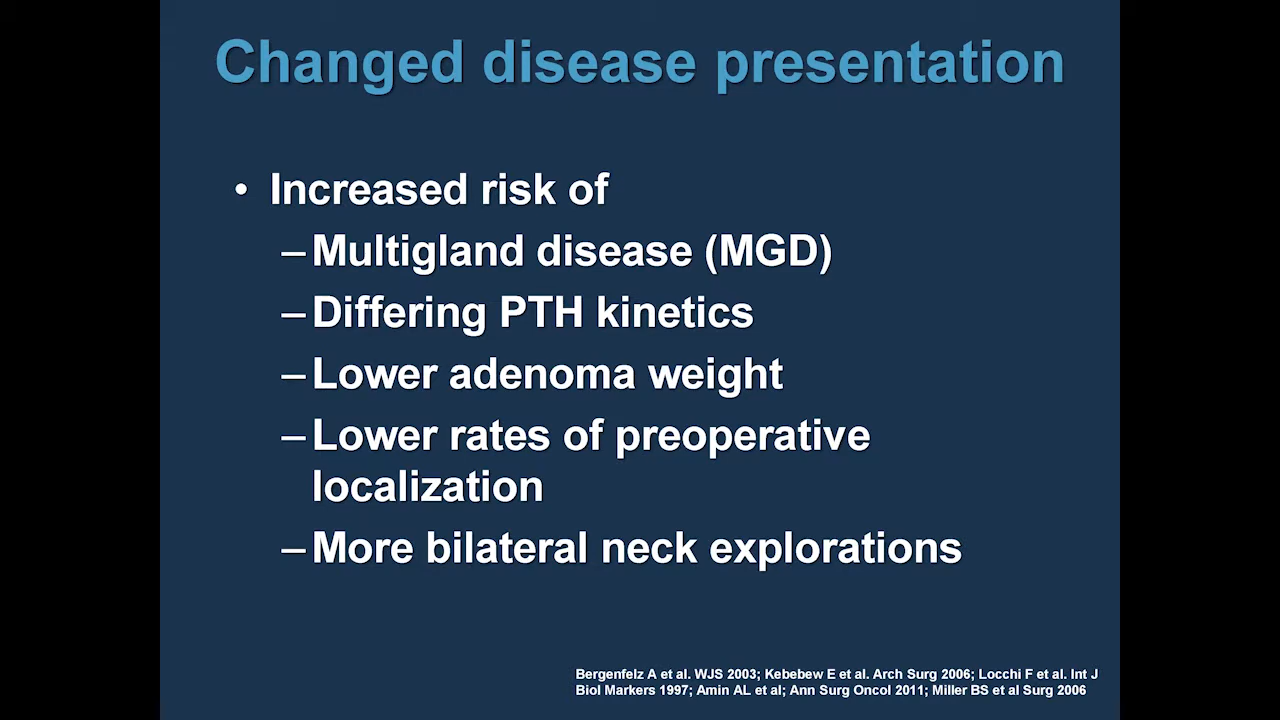 Changed disease presentation
• Increased risk of
–Multigland disease (MGD)
–Differing PTH kinetics
–Lower adenoma weight
–Lower rates of preoperative
localization
–More bilateral neck explorations
Bergenfelz A et al. WJS 2003; Kebebew E et al. Arch Surg 2006; Locchi F et al. Int J
Biol Markers 1997; Amin AL et al; Ann Surg Oncol 2011; Miller BS et al Surg 2006